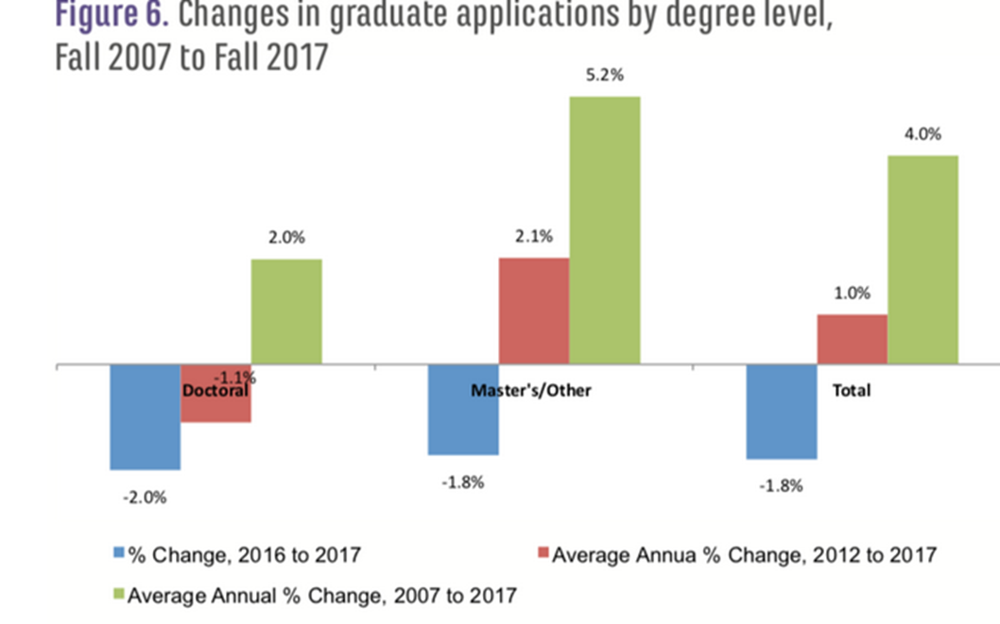 Figure 6. Changes in graduate applications by degree level,
Fall 2007 to Fall 2017
5.2%
4.0%
2.0%
2.1%
1.0%
-1.1%
Doctoral
Master's/Other
Total
-2.0%
-1.8%
-1.8%
% Change, 2016 to 2017
Average Annua % Change, 2012 to 2017
Average Annual % Change, 2007 to 2017